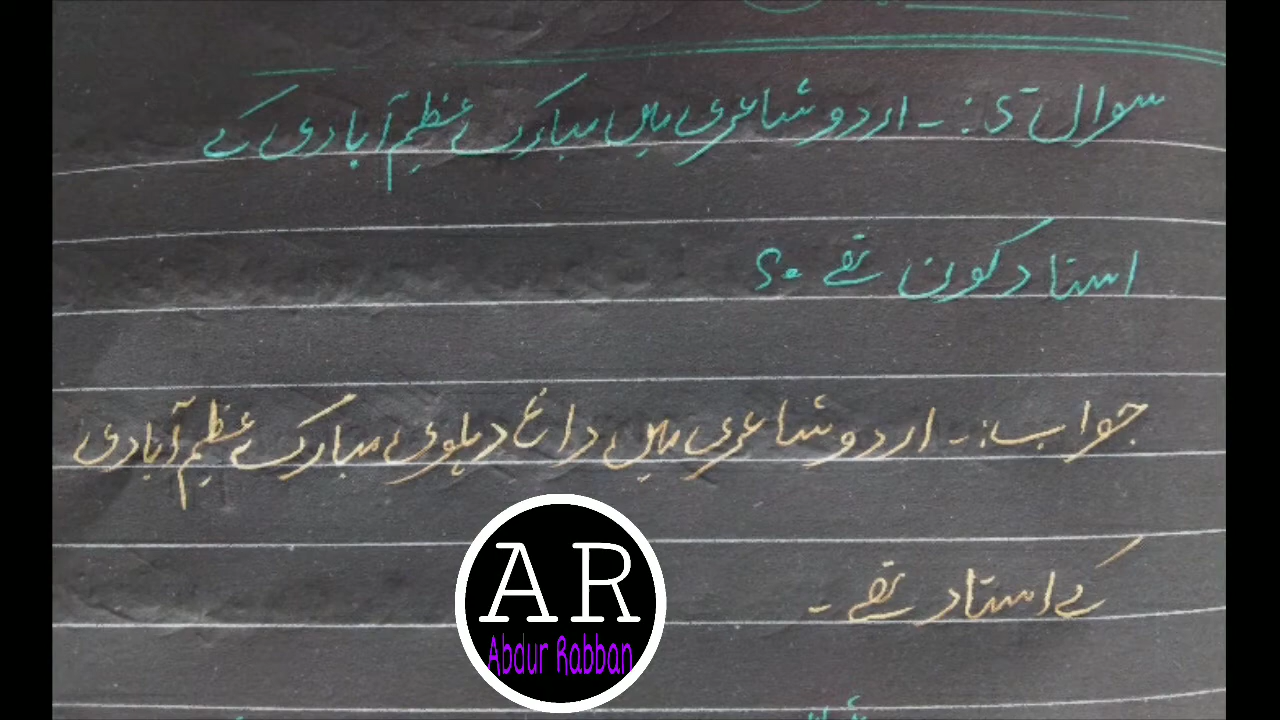 سوال ۵:۔ اردو شاعری میں مبارک عظیم آبادی کے
استاد کون تھے ؟
جواب:۔ اردو شاعری میں داغ دہلوی مبارک عظیم آبادی
کے استاد تھے ۔
AR
Abdur Rabban